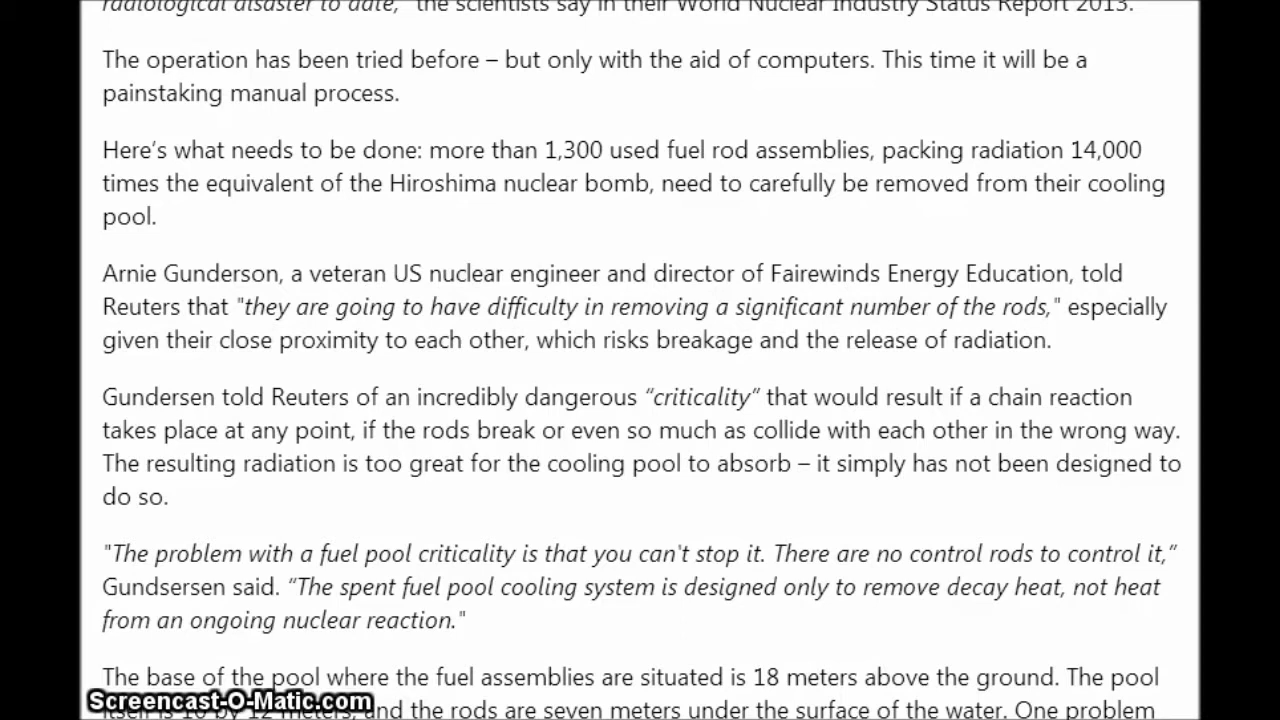 radiological disaster to date," the scientists say in their World Nuclear Industry Status Report 2013.
The operation has been tried before – but only with the aid of computers. This time it will be a
painstaking manual process.
Here's what needs to be done: more than 1,300 used fuel rod assemblies, packing radiation 14,000
times the equivalent of the Hiroshima nuclear bomb, need to carefully be removed from their cooling
pool.
Arnie Gunderson, a veteran US nuclear engineer and director of Fairewinds Energy Education, told
Reuters that "they are going to have difficulty in removing a significant number of the rods," especially
given their close proximity to each other, which risks breakage and the release of radiation.
Gundersen told Reuters of an incredibly dangerous “criticality” that would result if a chain reaction
takes place at any point, if the rods break or even so much as collide with each other in the wrong way.
The resulting radiation is too great for the cooling pool to absorb – it simply has not been designed to
do so.
"The problem with a fuel pool criticality is that you can't stop it. There are no control rods to control it,”
Gundsersen said. “The spent fuel pool cooling system is designed only to remove decay heat, not heat
from an ongoing nuclear reaction."
The base of the pool where the fuel assemblies are situated is 18 meters above the ground. The pool
Screencast-O-Matic.com
itself is 10 by 12 meters, and the rods are seven meters under the surface of the water. One problem